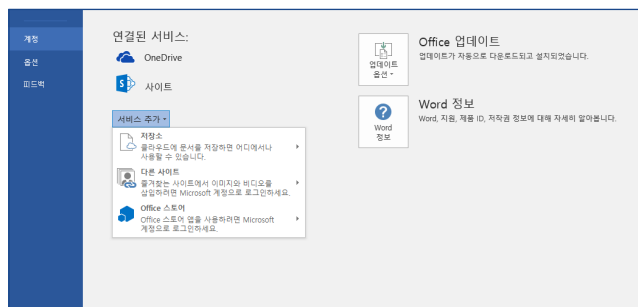 계정
옵션
피드백
연결된 서비스:
OneDrive
사이트
서비스 추가
저장소
클라우드에 문서를 저장하면 어디에서나
사용할 수 있습니다.
다른 사이트
즐겨찾는 사이트에서 이미지와 비디오를
삽입하려면 Microsoft 계정으로 로그인하세요.
Office 스토어
Office 스토어 앱을 사용하려면 Microsoft
계정으로 로그인하세요.
업데이트
옵션
Office 업데이트
업데이트가 자동으로 다운로드되고 설치되었습니다.
Word
정보
Word 정보
Word, 지원, 제품 ID, 저작권 정보에 대해 자세히 알아봅니다.